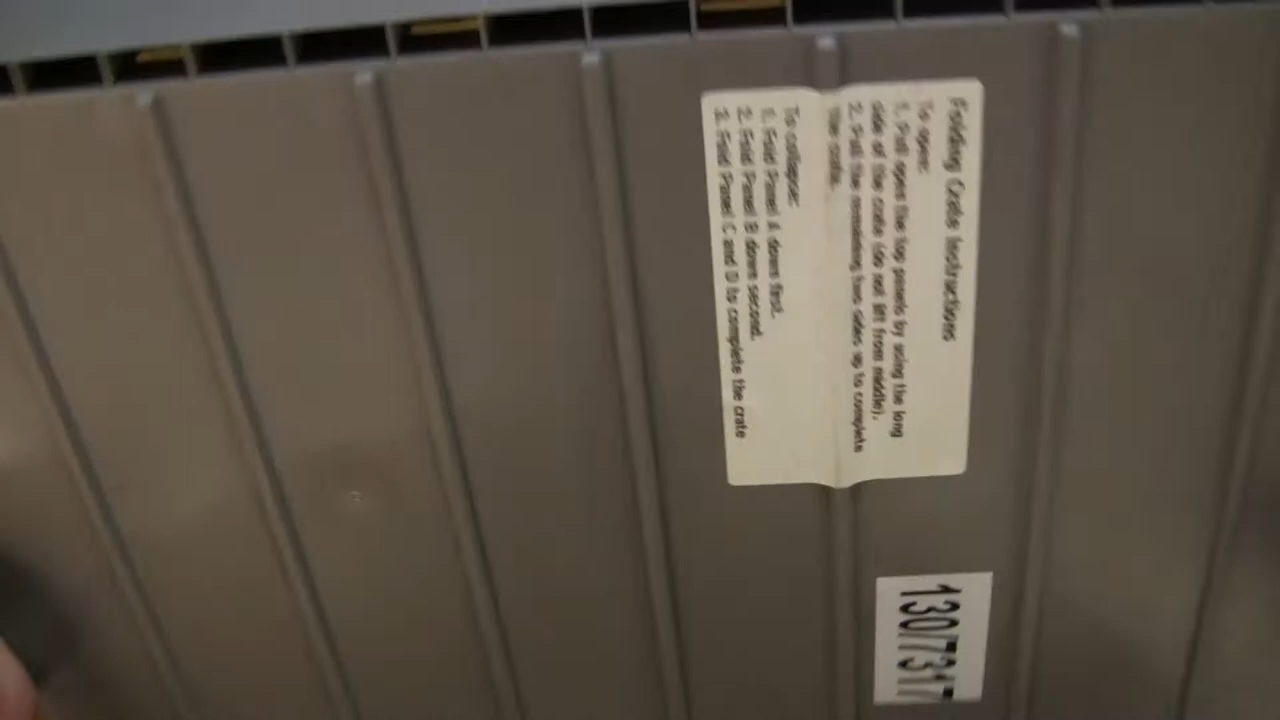 Folding Crate Instructions
To open:
1. Pull open the top panels by using the long
side of the crate (do not lift from middle).
2. Pull the remaining two sides up to complete
the crate.
To collapse:
1. Fold Panel A down first.
2. Fold Panel B down second.
3. Fold Panel C and D to complete the crate
130/7317